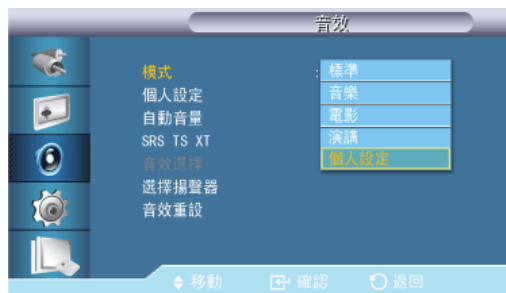 音效
模式 : 標準
個人設定 音樂
自動音量 電影
SRS TS XT 演講
音效選擇 個人設定
選擇揚聲器
音效重設
移動 確認 返回